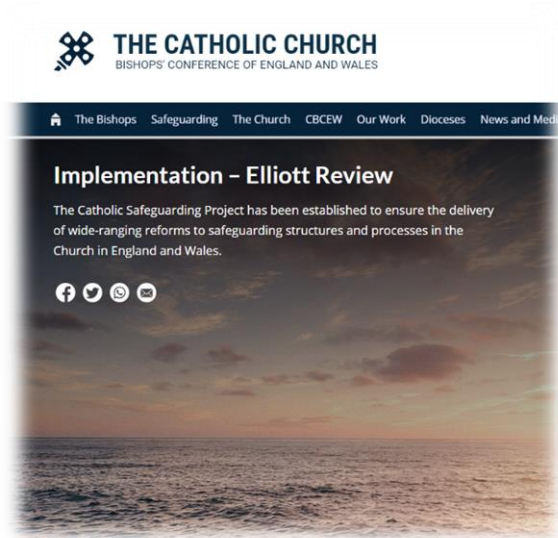 THE CATHOLIC CHURCH
BISHOPS' CONFERENCE OF ENGLAND AND WALES
The Bishops Safeguarding The Church CBCEW Our Work Dioceses News and Medi
Implementation – Elliott Review
The Catholic Safeguarding Project has been established to ensure the delivery
of wide-ranging reforms to safeguarding structures and processes in the
Church in England and Wales.